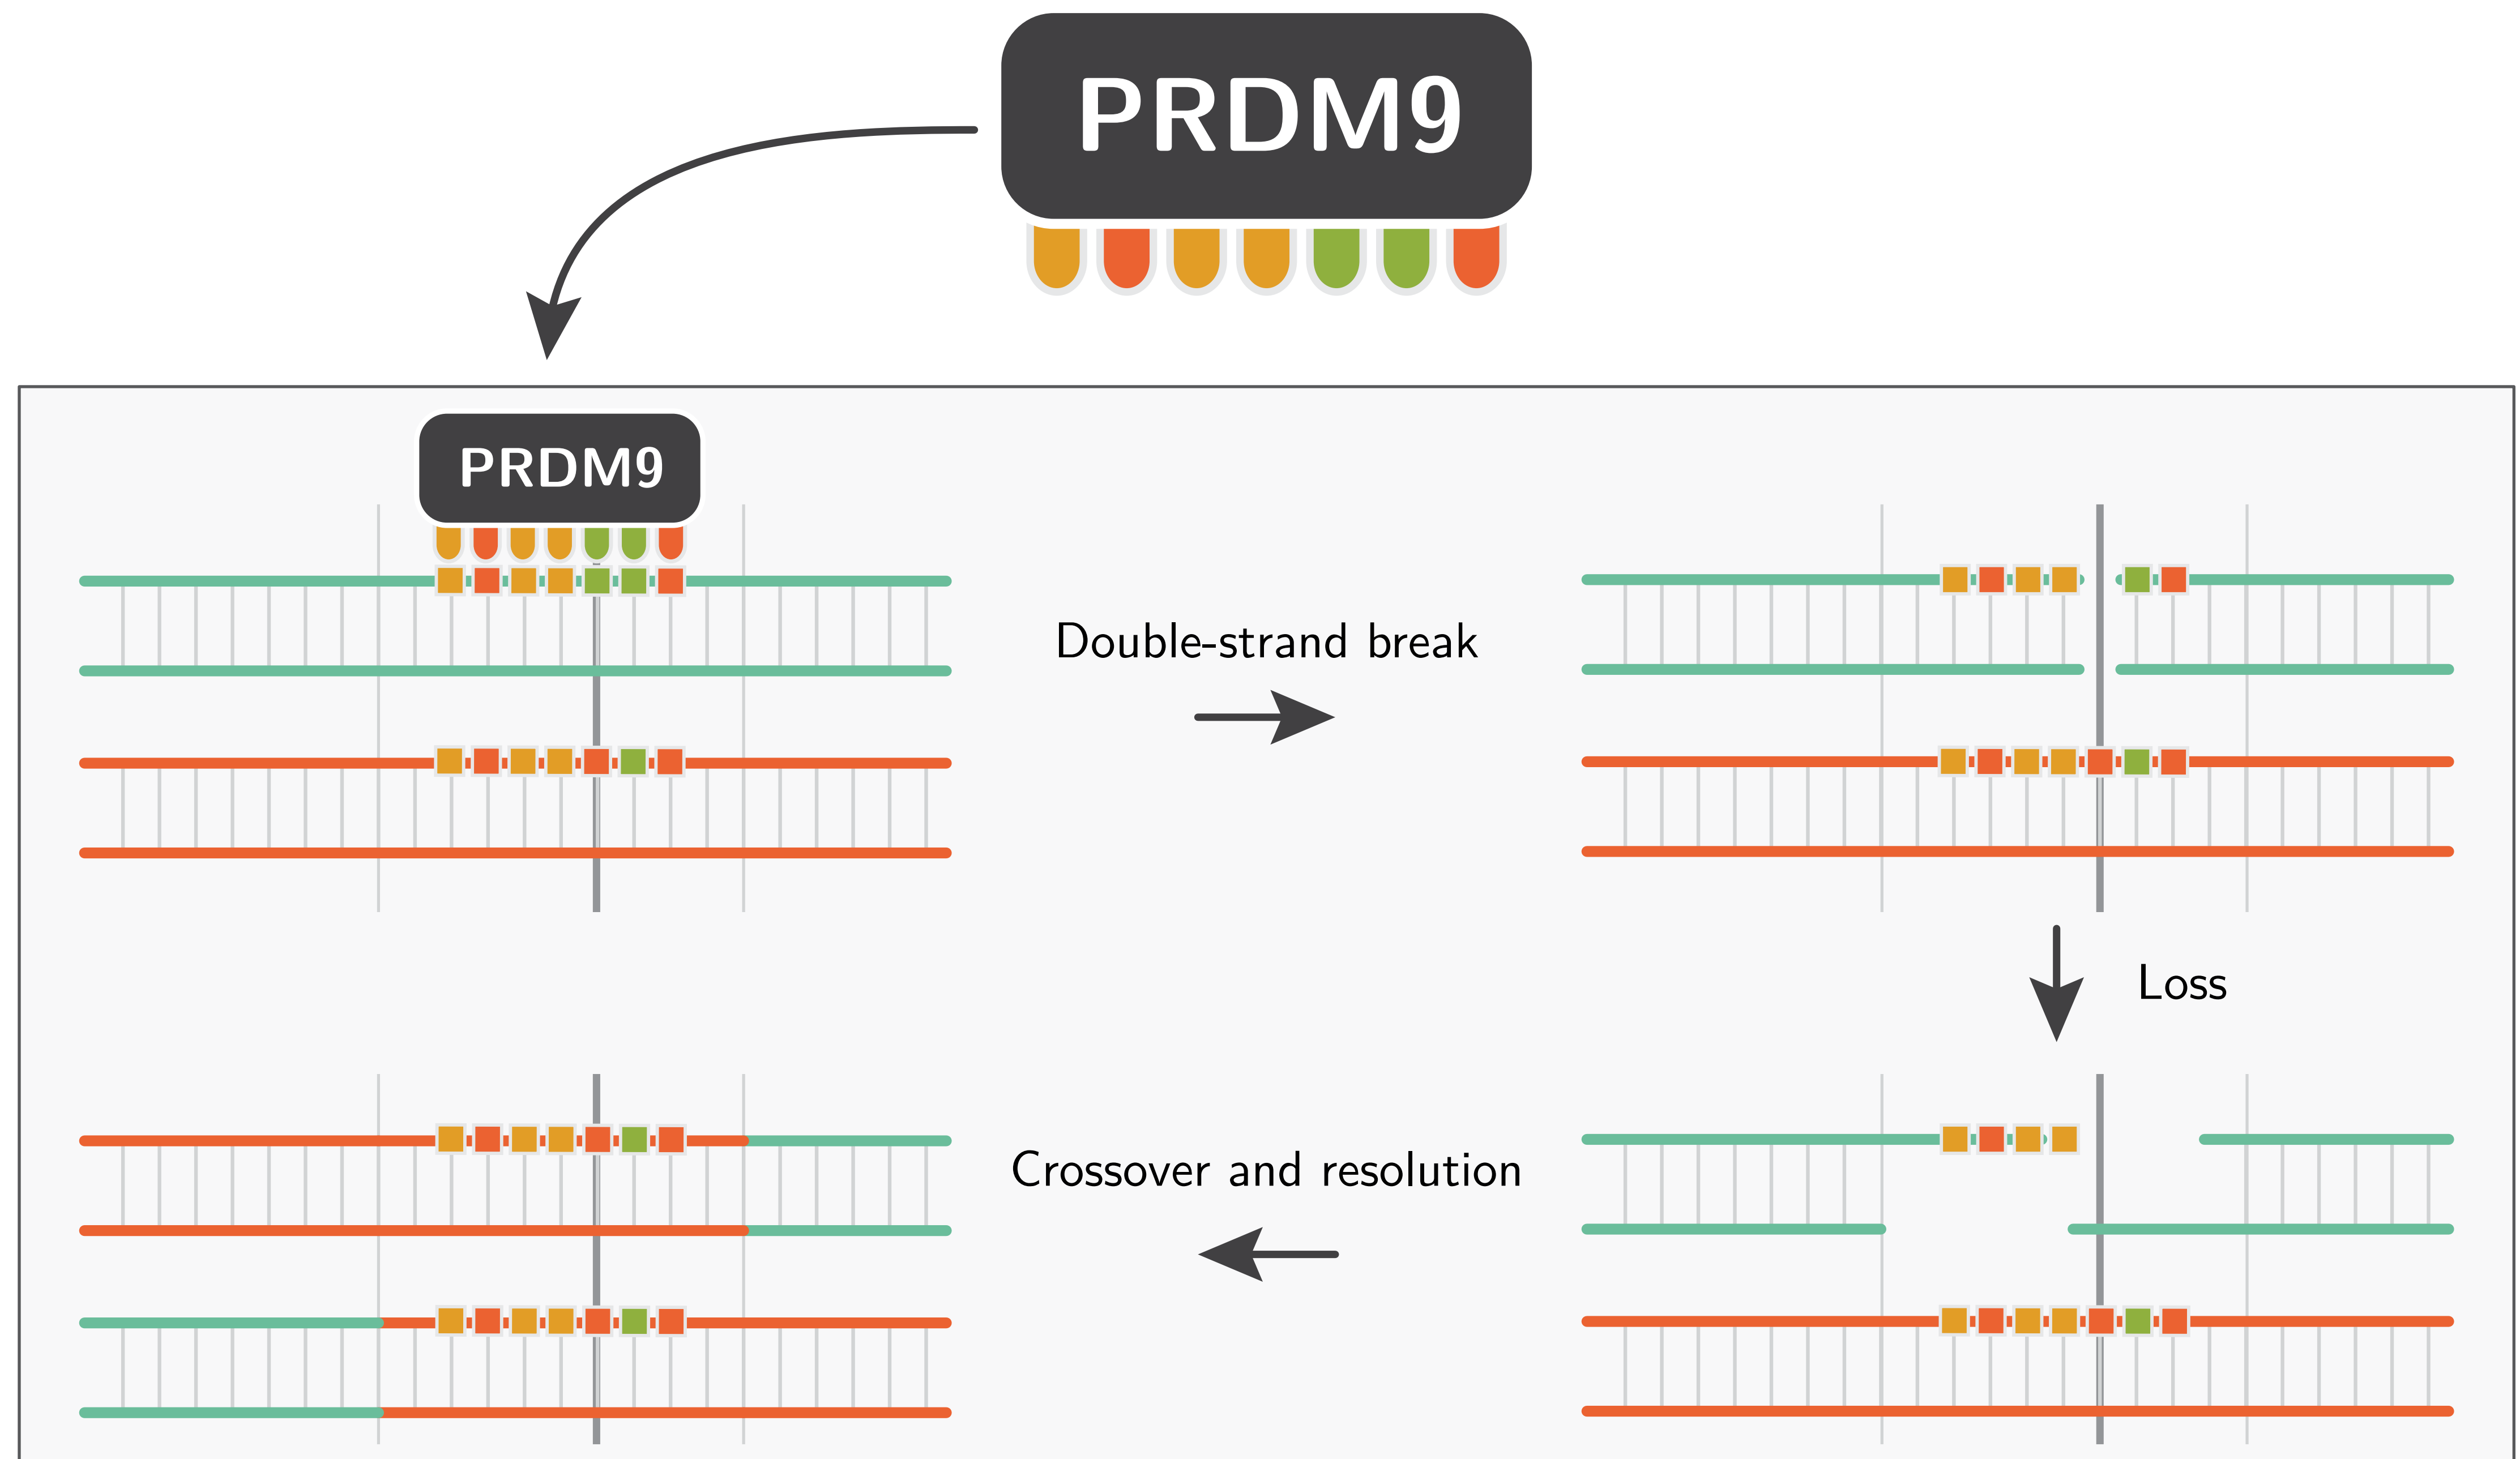 PRDM9
PRDM9
Double-strand break
Loss
Crossover and resolution